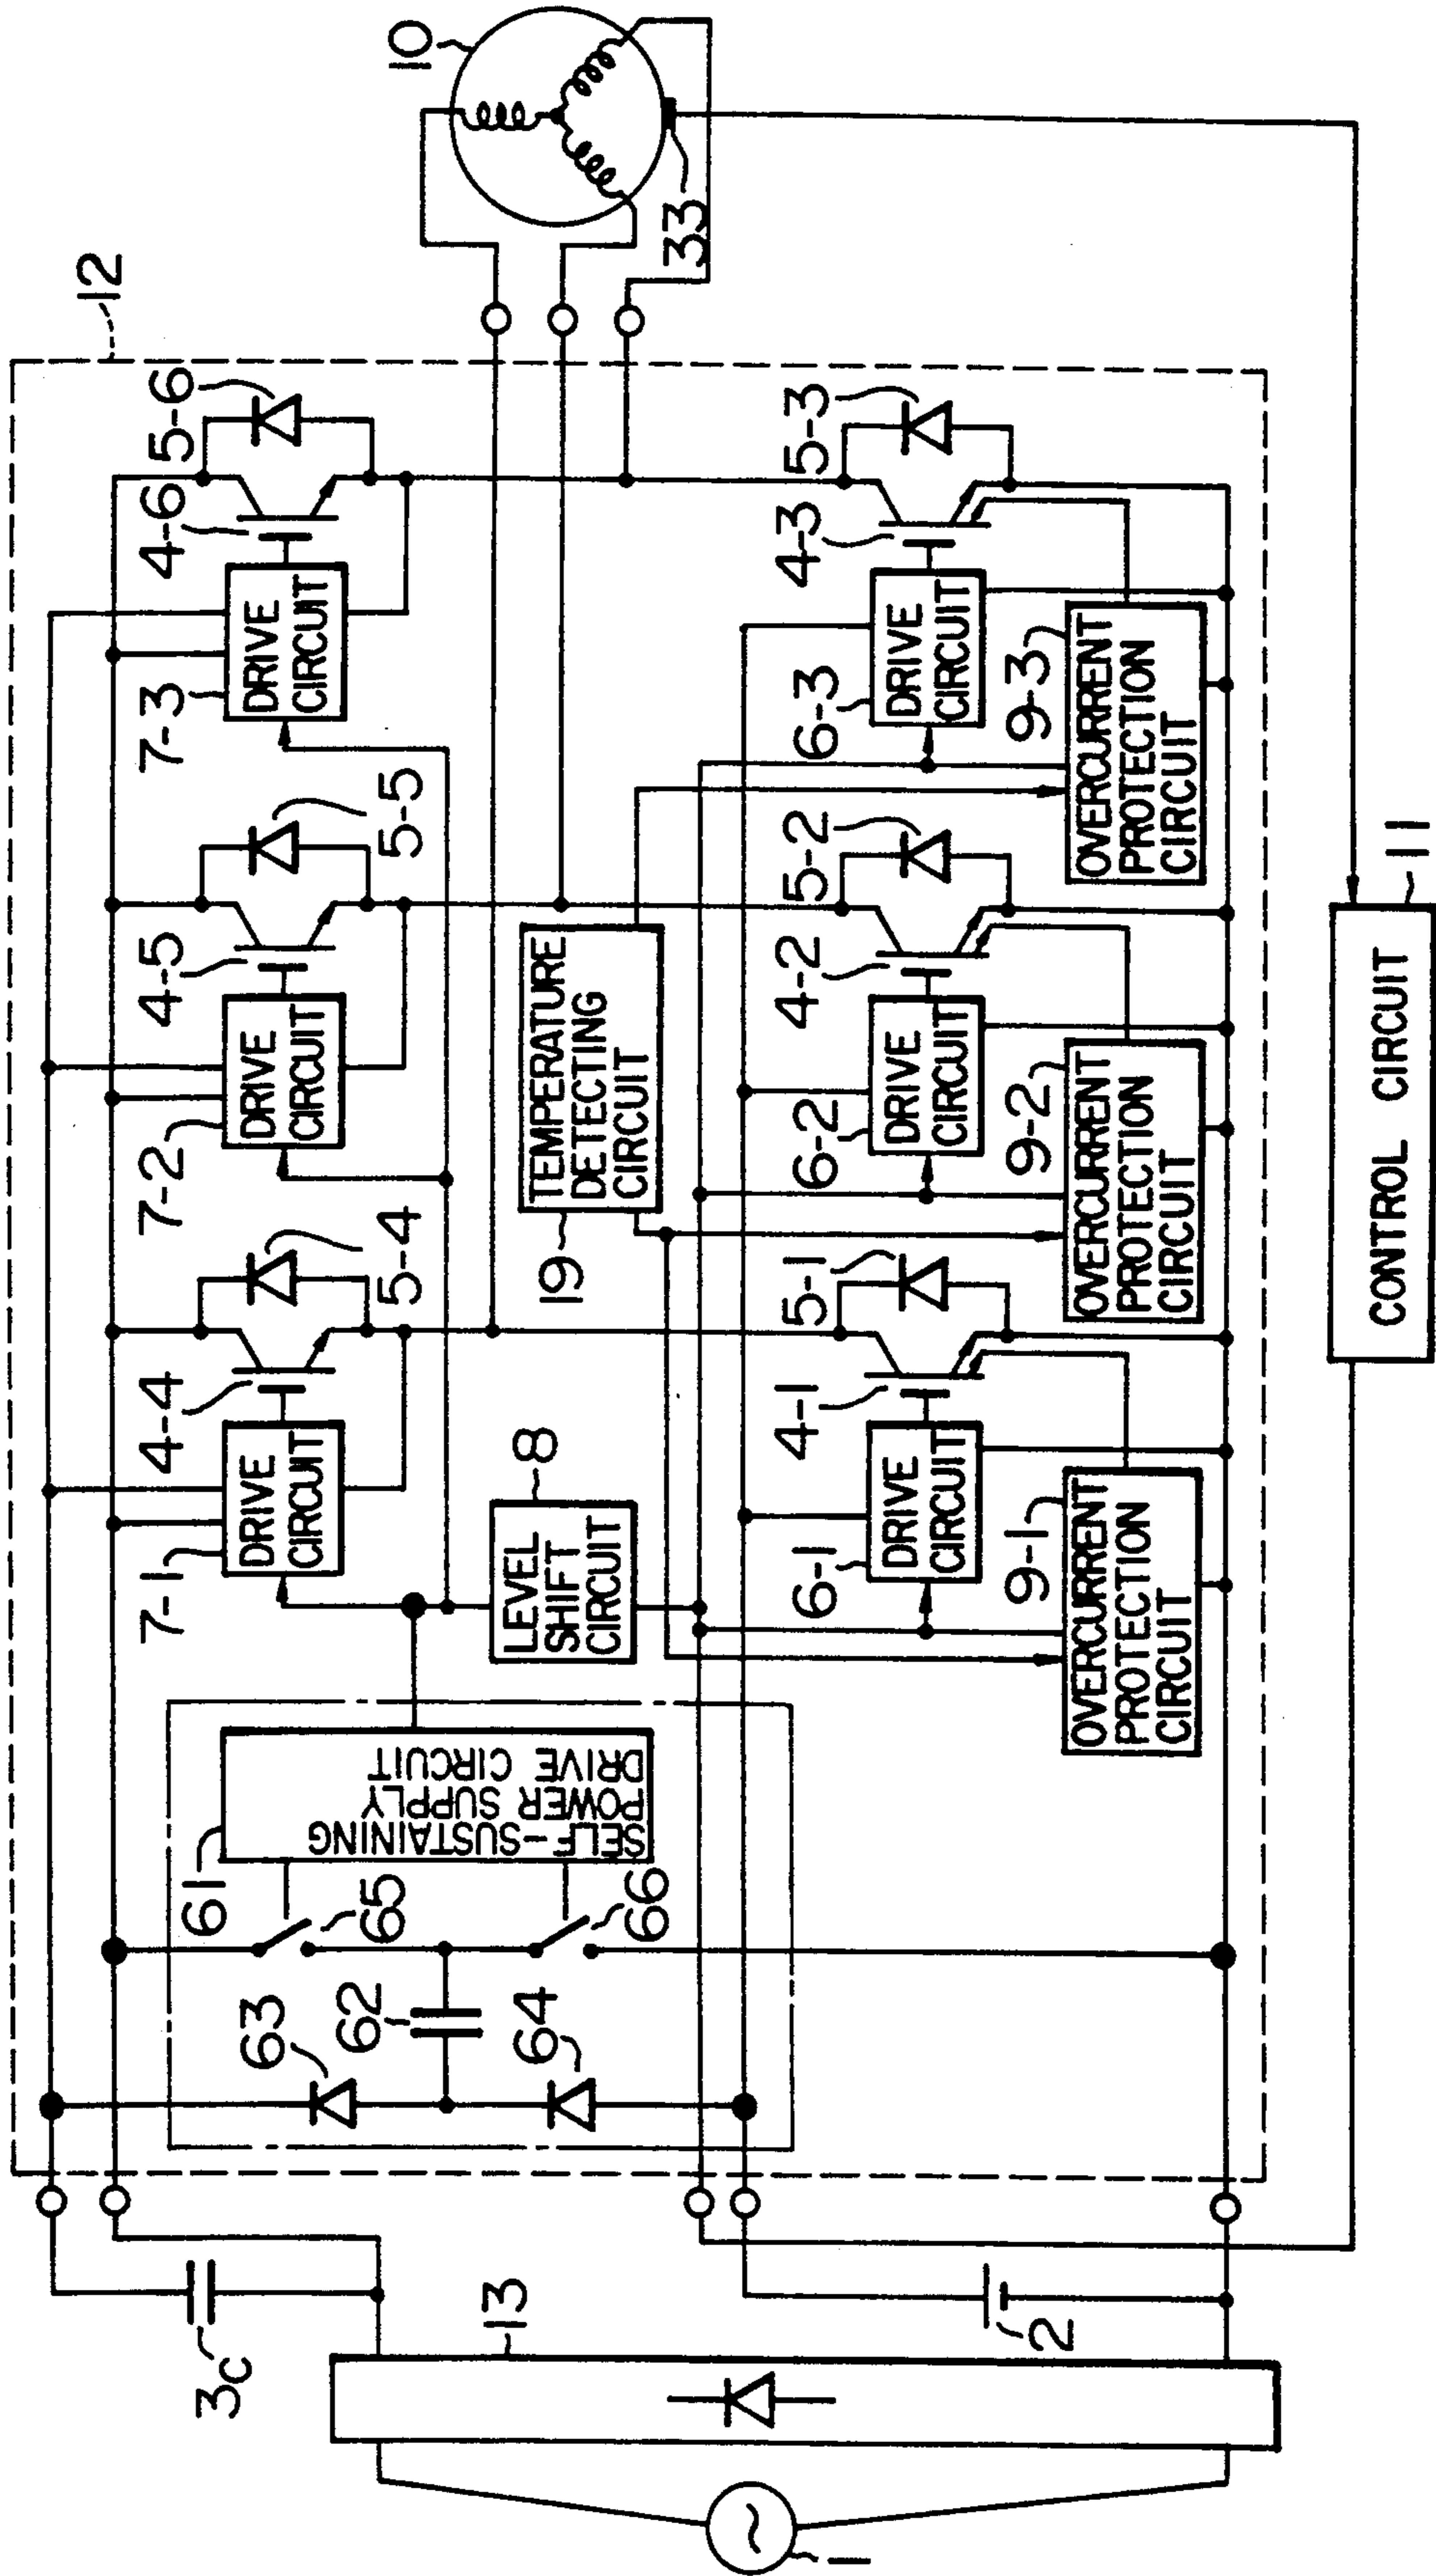 12
10
33
3c
13
1
2
63
62
64
61
65
66
SELF-SUSTAINING
POWER SUPPLY
DRIVE CIRCUIT
7-1
DRIVE
CIRCUIT
4-4
5-4
7-2
DRIVE
CIRCUIT
4-5
5-5
7-3
DRIVE
CIRCUIT
4-6
5-6
LEVEL
SHIFT
CIRCUIT
8
19
TEMPERATURE
DETECTING
CIRCUIT
6-1
DRIVE
CIRCUIT
4-1
5-1
6-2
DRIVE
CIRCUIT
4-2
5-2
6-3
DRIVE
CIRCUIT
4-3
5-3
9-1
OVERCURRENT
PROTECTION
CIRCUIT
9-2
OVERCURRENT
PROTECTION
CIRCUIT
9-3
OVERCURRENT
PROTECTION
CIRCUIT
CONTROL CIRCUIT
11